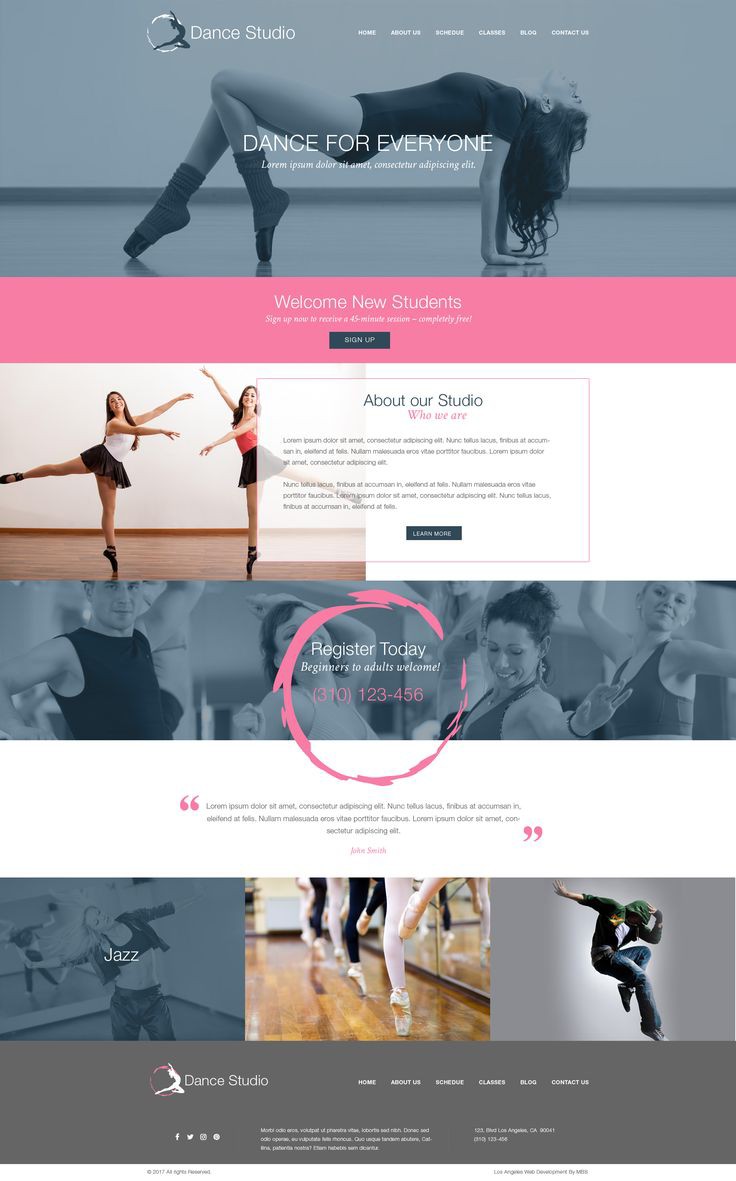 Dance Studio
HOME ABOUT US SCHEDUE CLASSES BLOG CONTACT US
DANCE FOR EVERYONE
Lorem ipsum dolor sit amet, consectetur adipiscing elit.
Welcome New Students
Sign up now to receive a 45-minute session – completely free!
SIGN UP
About our Studio
Who we are
Lorem ipsum dolor sit amet, consectetur adipiscing elit. Nunc tellus lacus, finibus at accum-
san in, eleifend at felis. Nullam malesuada eros vitae porttitor faucibus. Lorem ipsum dolor
sit amet, consectetur adipiscing elit.
Nunc tellus lacus, finibus at accumsan in, eleifend at felis. Nullam malesuada eros vitae
porttitor faucibus. Lorem ipsum dolor sit amet, consectetur adipiscing elit. Nunc tellus lacus,
finibus at accumsan in, eleifend at felis.
LEARN MORE
Register Today
Beginners to adults welcome!
(310) 123-456
“ Lorem ipsum dolor sit amet, consectetur adipiscing elit. Nunc tellus lacus, finibus at accumsan in,
eleifend at felis. Nullam malesuada eros vitae porttitor faucibus. Lorem ipsum dolor sit amet, con-
sectetur adipiscing elit. ”
John Smith
Jazz
Dance Studio
HOME ABOUT US SCHEDUE CLASSES BLOG CONTACT US
Morbi odio eros, volutpat ut pharetra vitae, lobortis sed nibh. Donec sed
odio operae, eu vulputate felis rhoncus. Quo usque tandem abutere, Cat-
ilina, patientia nostra? Etiam habebis sem dicantur.
123, Blvd Los Angeles, CA 90041
(310) 123-456
© 2017 All rights Reserved.
Los Angeles Web Development By MBS